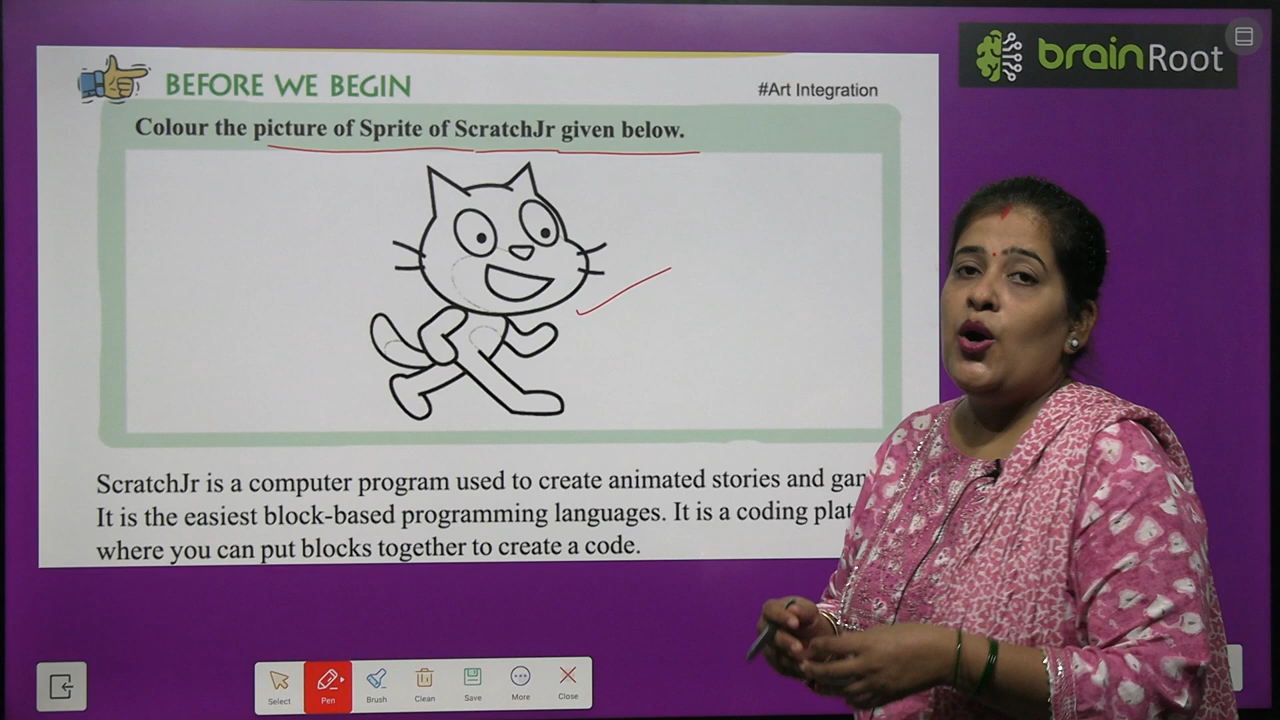 brainRoot
BEFORE WE BEGIN
#Art Integration
Colour the picture of Sprite of ScratchJr given below.
ScratchJr is a computer program used to create animated stories and
It is the easiest block-based programming languages. It is a coding
where you can put blocks together to create a code.
Select
Pen
Brush
Clean
Save
More
Close